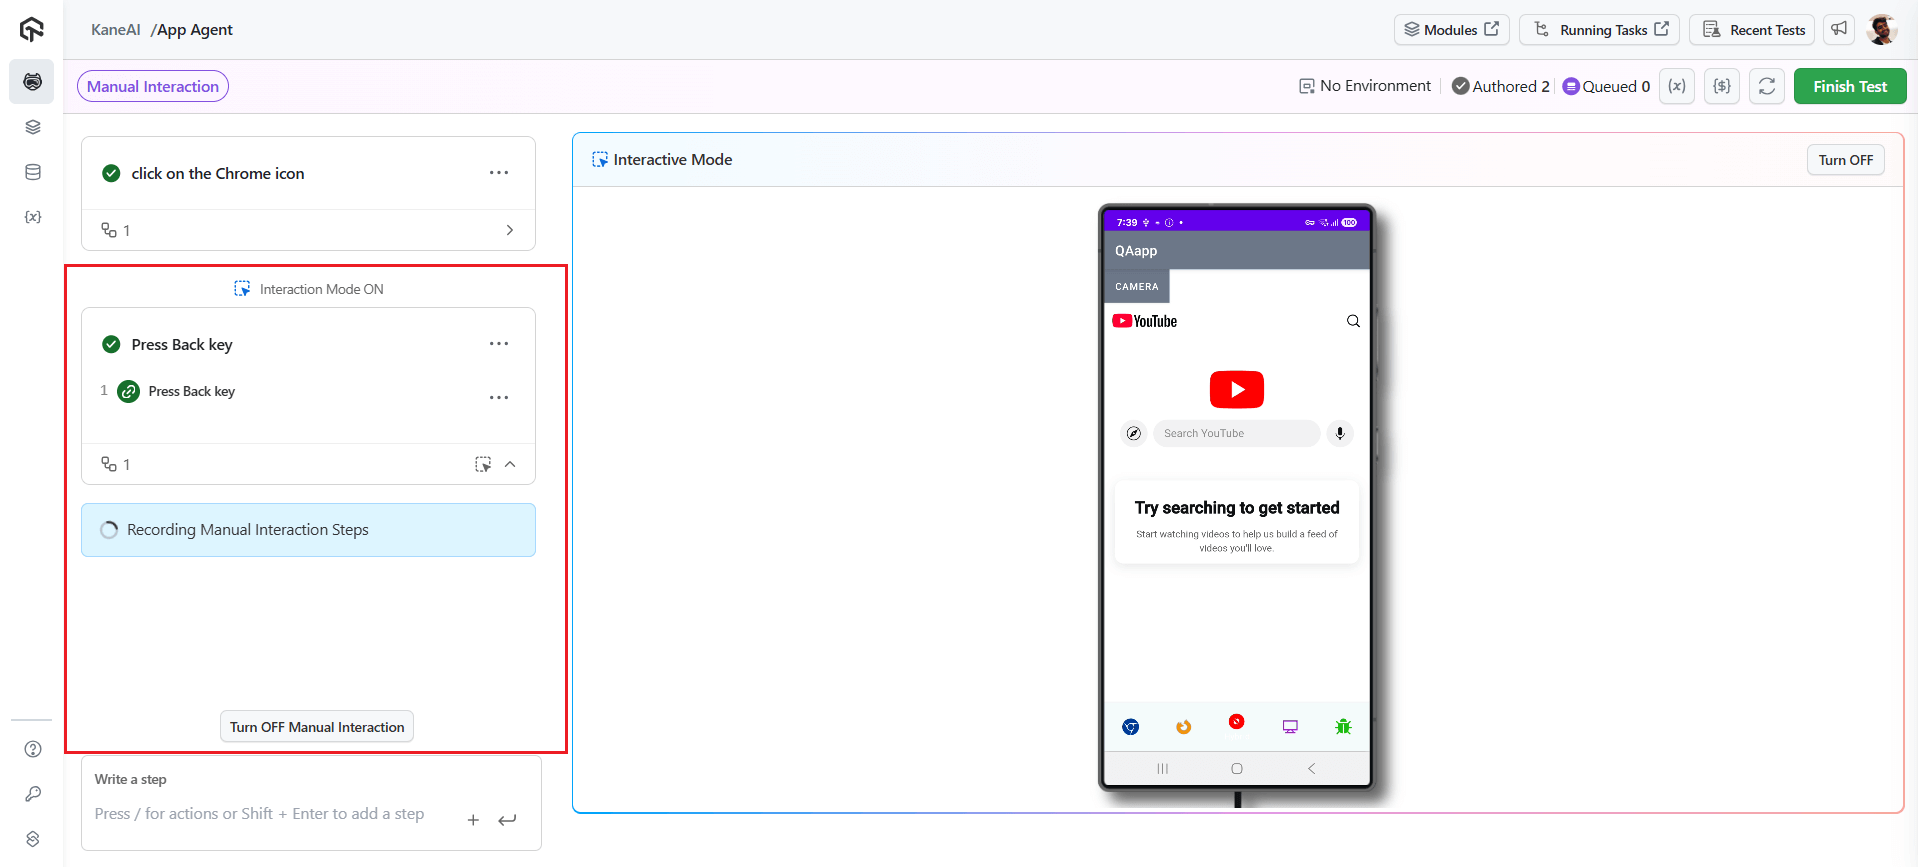 KaneAI /App Agent
Modules
Running Tasks
Recent Tests
Manual Interaction
No Environment
Authored 2
Queued 0
(x)
{$}
Finish Test
{x}
click on the Chrome icon
1
Interaction Mode ON
Press Back key
1 Press Back key
1
Recording Manual Interaction Steps
Turn OFF Manual Interaction
Write a step
Press / for actions or Shift + Enter to add a step
Interactive Mode
Turn OFF
7:39
100
QAapp
CAMERA
YouTube
Search YouTube
Try searching to get started
Start watching videos to help us build a feed of
videos you'll love.